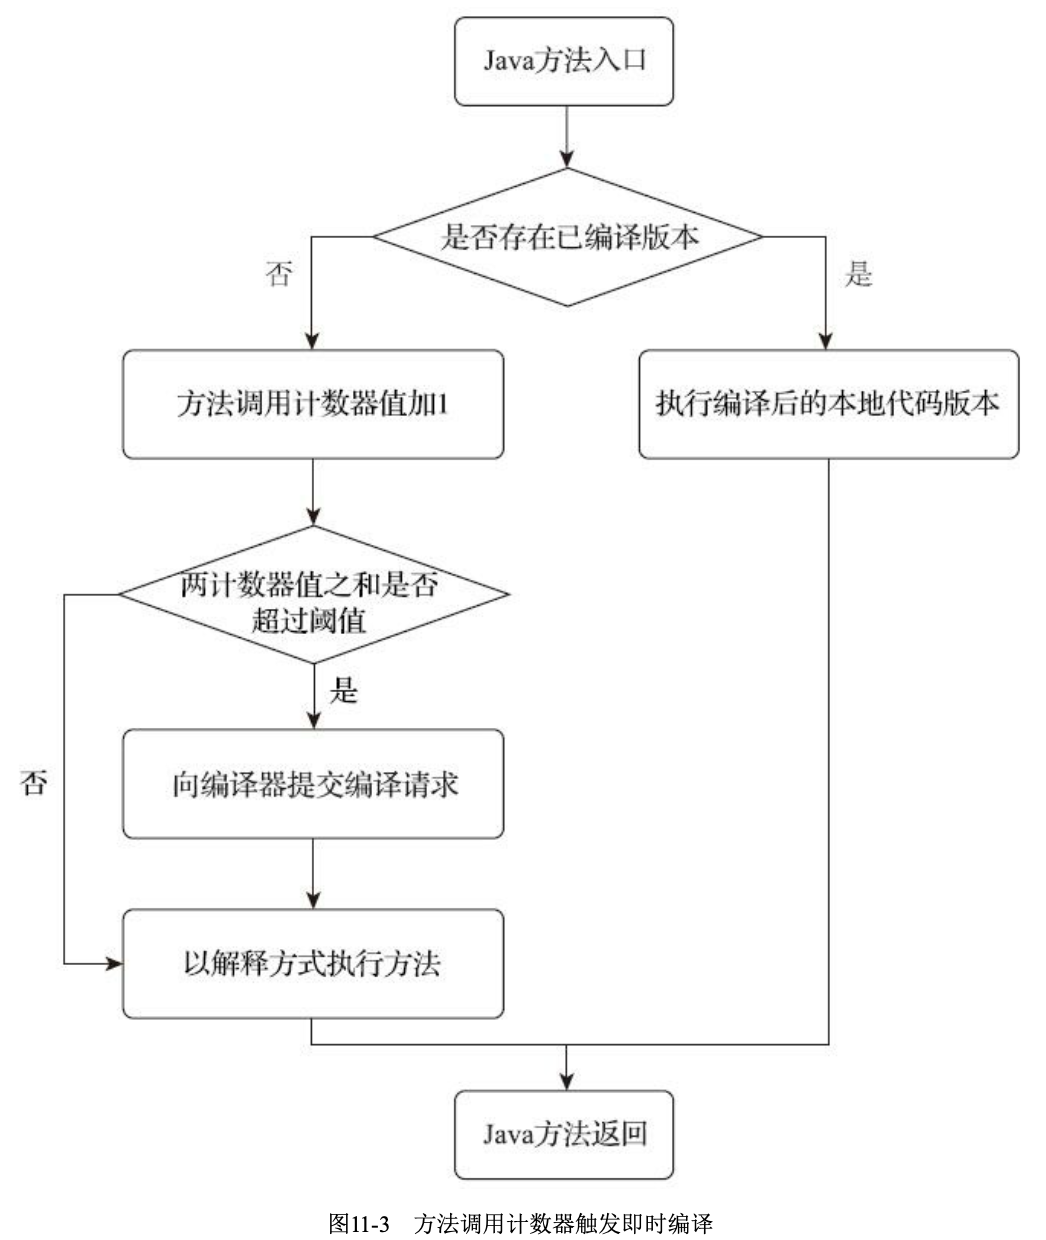 Java方法入口
是否存在已编译版本
否
是
方法调用计数器值加1
执行编译后的本地代码版本
两计数器值之和是否
超过阈值
是
否
向编译器提交编译请求
以解释方式执行方法
Java方法返回
图11-3 方法调用计数器触发即时编译